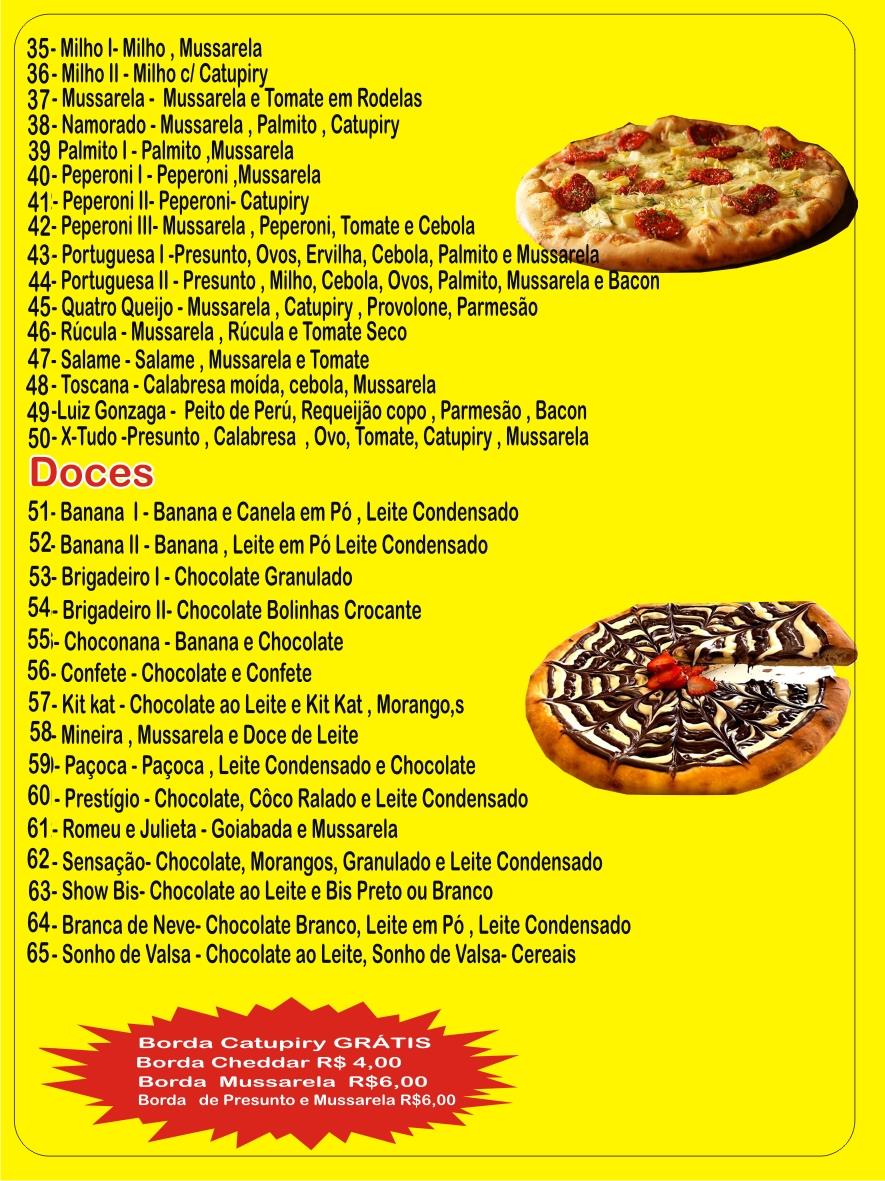 35- Milho I- Milho , Mussarela
36- Milho II - Milho c/ Catupiry
37- Mussarela - Mussarela e Tomate em Rodelas
38- Namorado - Mussarela , Palmito , Catupiry
39 Palmito I - Palmito ,Mussarela
40- Peperoni I - Peperoni ,Mussarela
41- Peperoni II- Peperoni- Catupiry
42- Peperoni III- Mussarela , Peperoni, Tomate e Cebola
43- Portuguesa I -Presunto, Ovos, Ervilha, Cebola, Palmito e Mussarela
44- Portuguesa II - Presunto , Milho, Cebola, Ovos, Palmito, Mussarela e Bacon
45- Quatro Queijo - Mussarela , Catupiry , Provolone, Parmesão
46- Rúcula - Mussarela , Rúcula e Tomate Seco
47- Salame - Salame , Mussarela e Tomate
48- Toscana - Calabresa moída, cebola, Mussarela
49-Luiz Gonzaga - Peito de Perú, Requeijão copo , Parmesão , Bacon
50- X-Tudo -Presunto , Calabresa , Ovo, Tomate, Catupiry , Mussarela
Doces
51- Banana I - Banana e Canela em Pó , Leite Condensado
52- Banana II - Banana , Leite em Pó Leite Condensado
53- Brigadeiro I - Chocolate Granulado
54- Brigadeiro II- Chocolate Bolinhas Crocante
55- Choconana - Banana e Chocolate
56- Confete - Chocolate e Confete
57- Kit kat - Chocolate ao Leite e Kit Kat , Morango,s
58- Mineira , Mussarela e Doce de Leite
59- Paçoca - Paçoca , Leite Condensado e Chocolate
60- Prestígio - Chocolate, Côco Ralado e Leite Condensado
61- Romeu e Julieta - Goiabada e Mussarela
62- Sensação- Chocolate, Morangos, Granulado e Leite Condensado
63- Show Bis- Chocolate ao Leite e Bis Preto ou Branco
64- Branca de Neve- Chocolate Branco, Leite em Pó , Leite Condensado
65- Sonho de Valsa - Chocolate ao Leite, Sonho de Valsa- Cereais
Borda Catupiry GRÁTIS
Borda Cheddar R$ 4,00
Borda Mussarela R$6,00
Borda de Presunto e Mussarela R$6,00